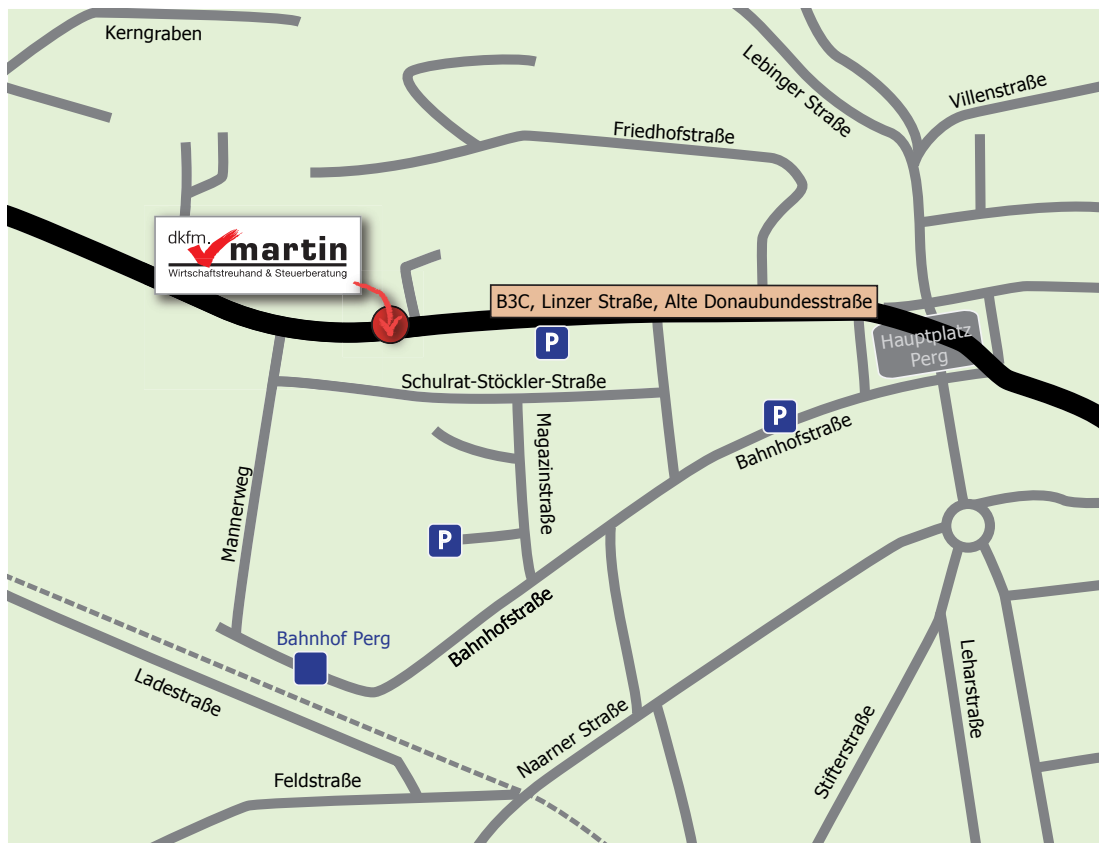 Kerngraben
Lebinger Straße
Villenstraße
Friedhofstraße
dkfm.
martin
Wirtschaftstreuhand & Steuerberatung
B3C, Linzer Straße, Alte Donaubundesstraße
P
Hauptplatz
Perg
Schulrat-Stöckler-Straße
P
Bahnhofstraße
Magazinstraße
Mannerweg
P
Bahnhofstraße
Bahnhof Perg
Ladestraße
Leharstraße
Naarner Straße
Stifterstraße
Feldstraße